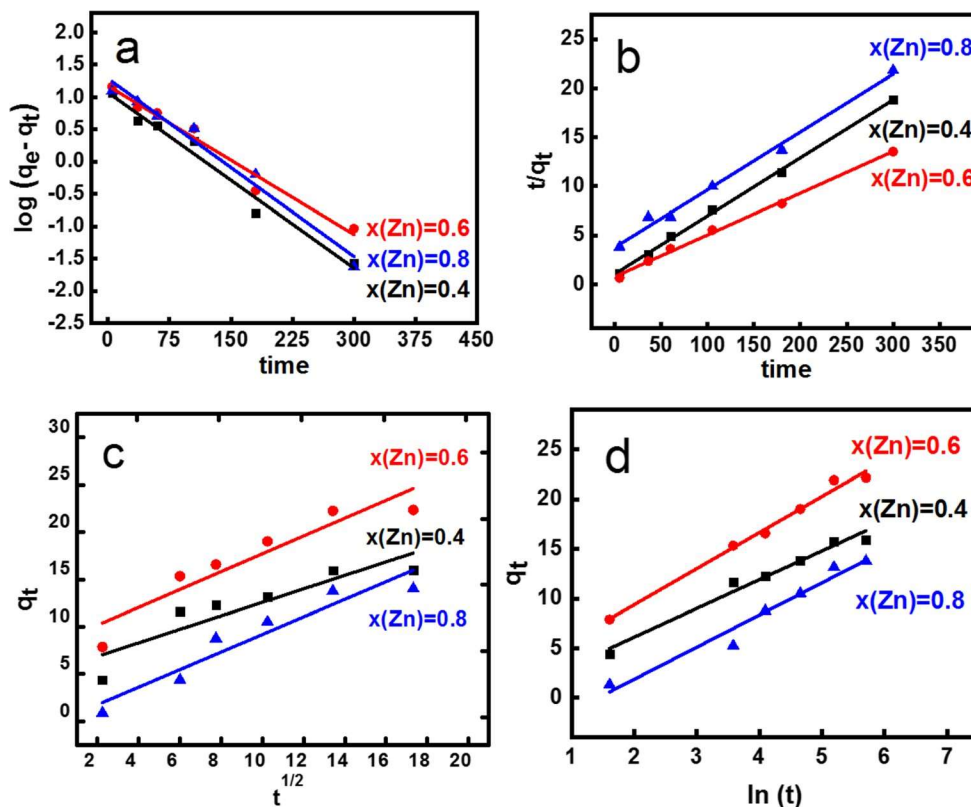 a
log (qe- qt)
2.0
1.5
1.0
0.5
0.0
-0.5
-1.0
-1.5
-2.0
-2.5
x(Zn)=0.6
x(Zn)=0.8
x(Zn)=0.4
0 75 150 225 300 375 450
time
b
t/qt
25
20
15
10
5
0
x(Zn)=0.8
x(Zn)=0.4
x(Zn)=0.6
0 50 100 150 200 250 300 350
time
c
qt
30
25
20
15
10
5
0
x(Zn)=0.6
x(Zn)=0.4
x(Zn)=0.8
2 4 6 8 10 12 14 16 18 20
t1/2
d
qt
25
20
15
10
5
0
x(Zn)=0.6
x(Zn)=0.4
x(Zn)=0.8
1 2 3 4 5 6 7
ln (t)